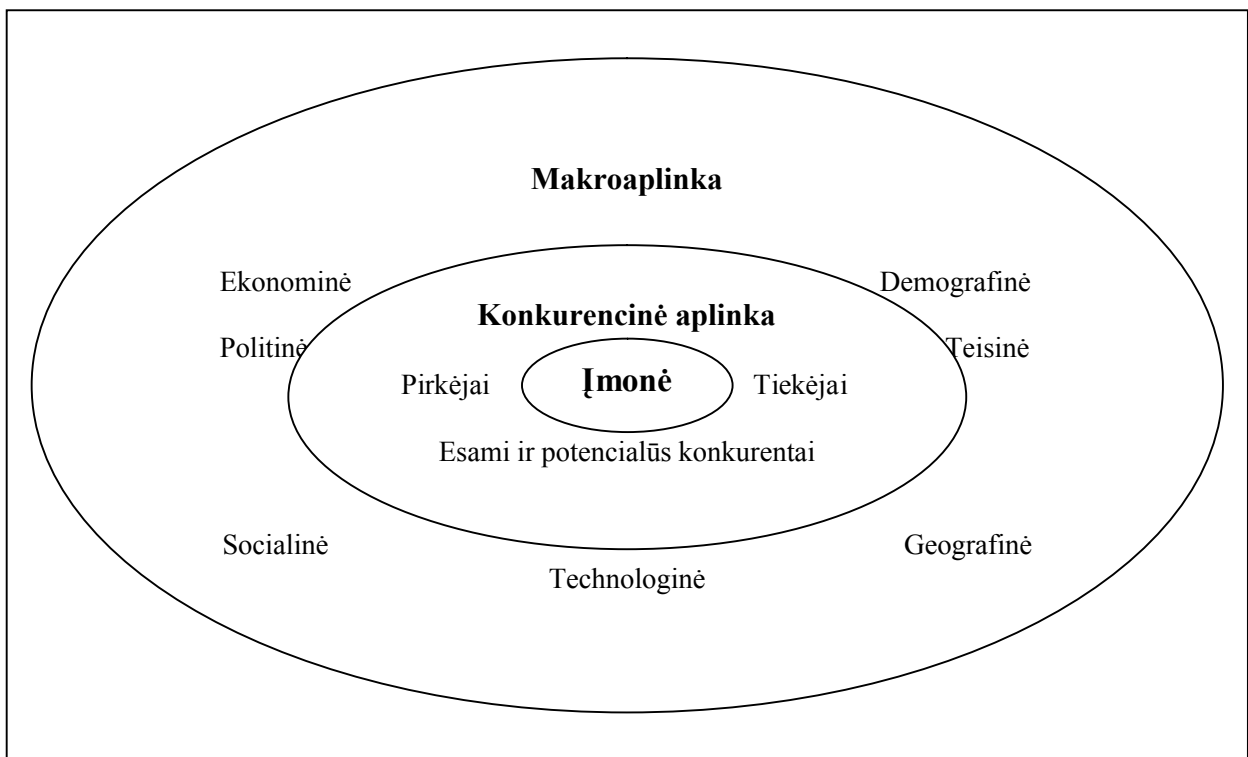 Makroaplinka
Ekonominė Demografinė
Konkurencinė aplinka
Politinė Teisinė
Pirkėjai Įmonė Tiekėjai
Esami ir potencialūs konkurentai
Socialinė Geografinė
Technologinė